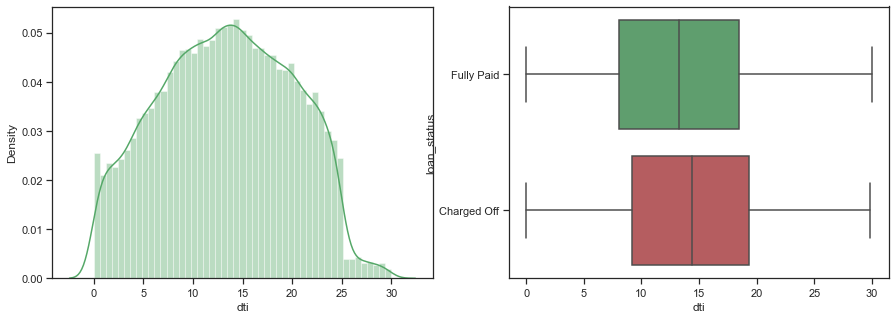 Density
0.05
0.04
0.03
0.02
0.01
0.00
0 5 10 15 20 25 30
dti
loan_status
Fully Paid
Charged Off
0 5 10 15 20 25 30
dti